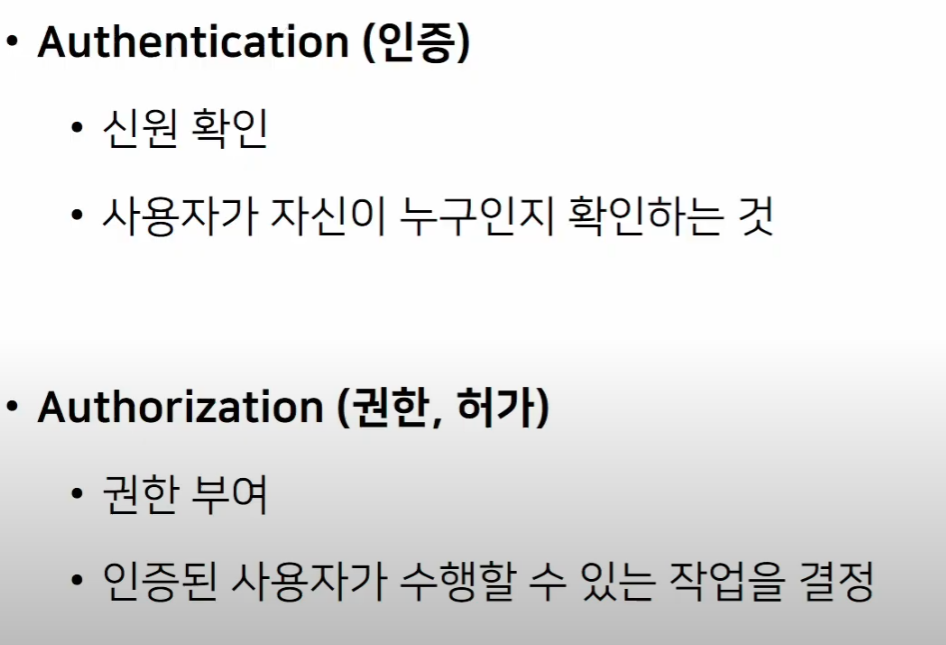 • Authentication (인증)
• 신원 확인
• 사용자가 자신이 누구인지 확인하는 것
• Authorization (권한, 허가)
• 권한 부여
• 인증된 사용자가 수행할 수 있는 작업을 결정